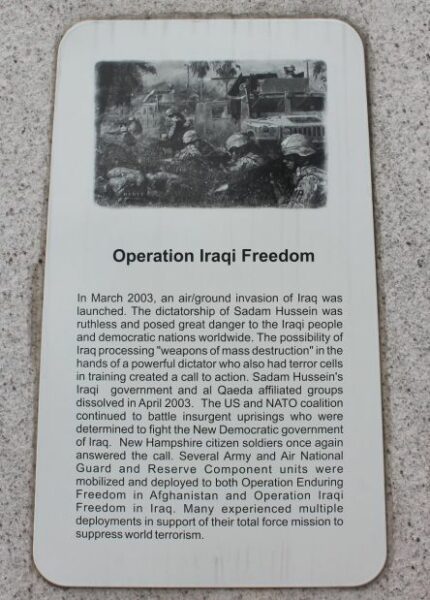 Operation Iraqi Freedom
In March 2003, an air/ground invasion of Iraq was
launched. The dictatorship of Sadam Hussein was
ruthless and posed great danger to the Iraqi people
and democratic nations worldwide. The possibility of
Iraq processing "weapons of mass destruction" in the
hands of a powerful dictator who also had terror cells
in training created a call to action. Sadam Hussein's
Iraqi government and al Qaeda affiliated groups
dissolved in April 2003. The US and NATO coalition
continued to battle insurgent uprisings who were
determined to fight the New Democratic government
of Iraq. New Hampshire citizen soldiers once again
answered the call. Several Army and Air National
Guard and Reserve Component units were
mobilized and deployed to both Operation Enduring
Freedom in Afghanistan and Operation Iraqi
Freedom in Iraq. Many experienced multiple
deployments in support of their total force mission to
suppress world terrorism.